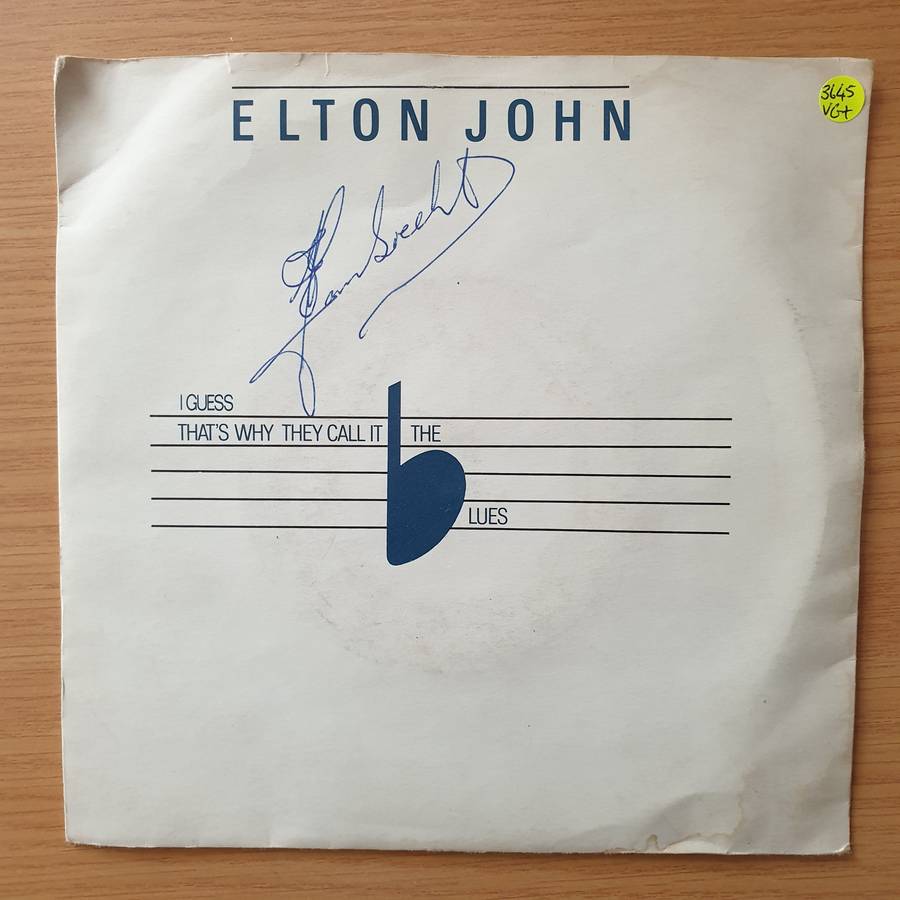 ELTON JOHN
3645
VG+
I GUESS
THAT'S WHY THEY CALL IT THE
LUES